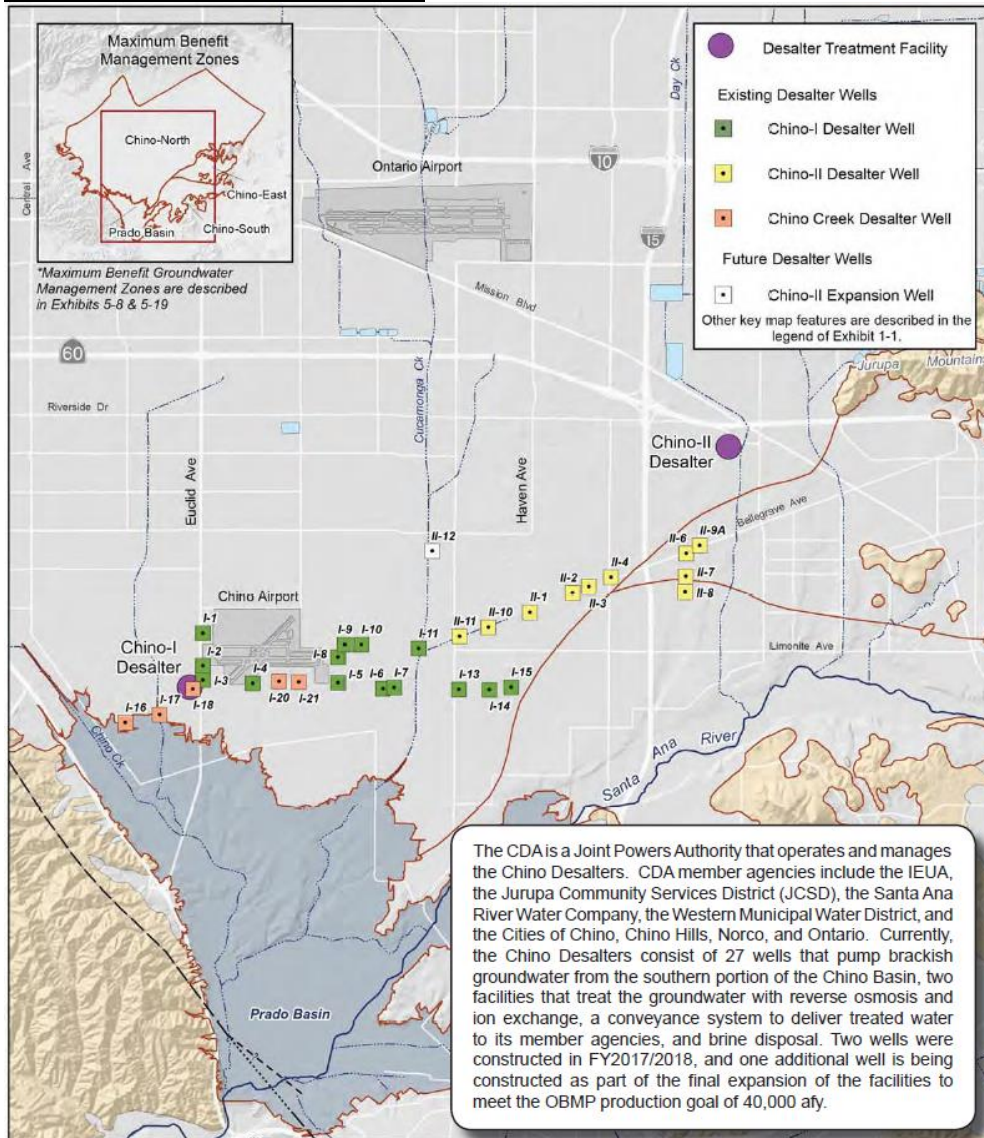 Maximum Benefit
Management Zones
Chino-North
Chino-East
Prado Basin
Chino-South
*Maximum Benefit Groundwater
Management Zones are described
in Exhibits 5-8 & 5-19
Desalter Treatment Facility
Existing Desalter Wells
Chino-I Desalter Well
Chino-II Desalter Well
Chino Creek Desalter Well
Future Desalter Wells
Chino-II Expansion Well
Other key map features are described in the
legend of Exhibit 1-1.
Central Ave
Day Ck
Ontario Airport
10
15
Mission Blvd
60
Jurupa Mountains
Riverside Dr
Cucamonga Ck
Euclid Ave
Haven Ave
Chino-II
Desalter
Bellegrave Ave
II-12
II-9A
II-6
II-4
II-2
II-7
II-3
II-8
II-1
II-10
II-11
Chino Airport
I-1
I-9
I-10
I-11
Limonite Ave
Chino-I
Desalter
I-2
I-8
I-3
I-4
I-5
I-6
I-7
I-13
I-15
I-20
I-21
I-14
I-16
I-17
I-18
Chino Ck
Santa Ana River
Prado Basin
The CDA is a Joint Powers Authority that operates and manages
the Chino Desalters. CDA member agencies include the IEUA,
the Jurupa Community Services District (JCSD), the Santa Ana
River Water Company, the Western Municipal Water District, and
the Cities of Chino, Chino Hills, Norco, and Ontario. Currently,
the Chino Desalters consist of 27 wells that pump brackish
groundwater from the southern portion of the Chino Basin, two
facilities that treat the groundwater with reverse osmosis and
ion exchange, a conveyance system to deliver treated water
to its member agencies, and brine disposal. Two wells were
constructed in FY2017/2018, and one additional well is being
constructed as part of the final expansion of the facilities to
meet the OBMP production goal of 40,000 afy.